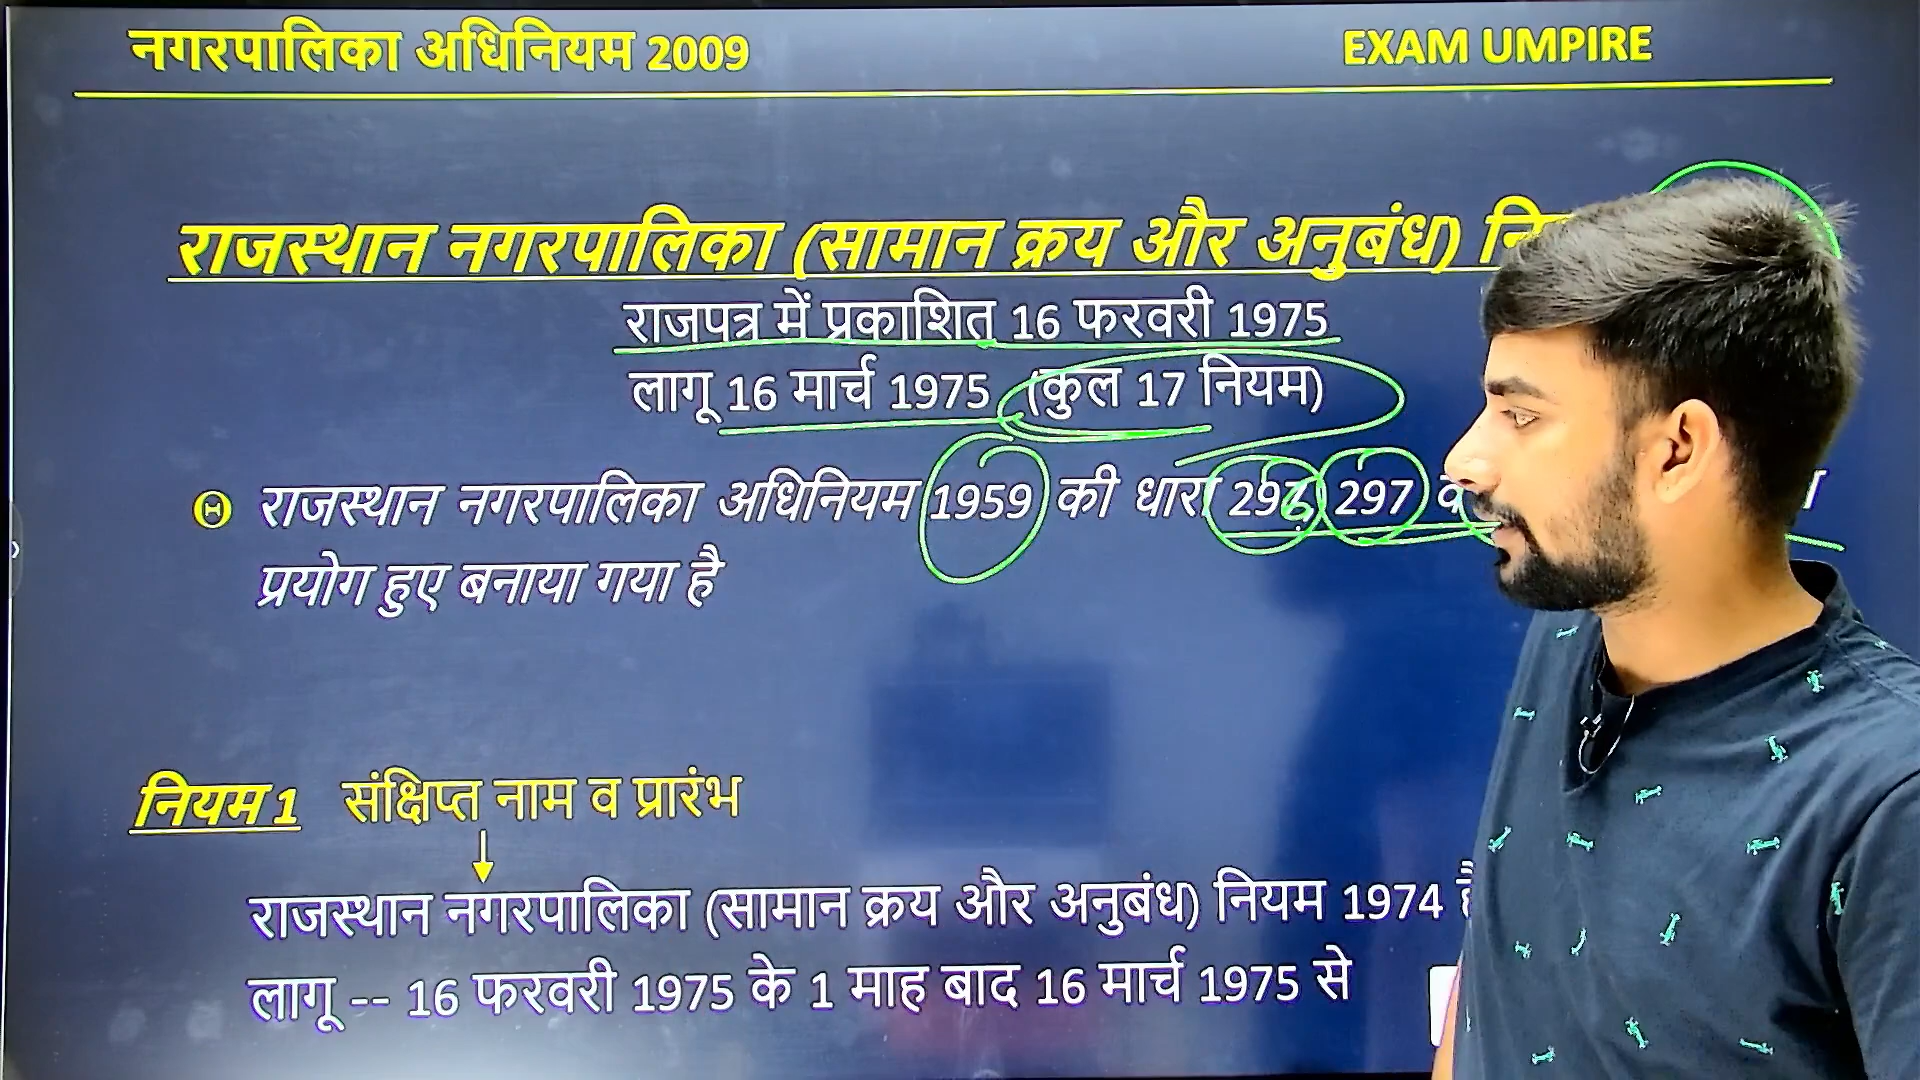 नगरपालिका अधिनियम 2009
EXAM UMPIRE
राजस्थान नगरपालिका (सामान क्रय और अनुबंध)
राजपत्र में प्रकाशित 16 फरवरी 1975
लागू 16 मार्च 1975 (कुल 17 नियम)
राजस्थान नगरपालिका अधिनियम 1959 की धारा 297
प्रयोग हुए बनाया गया है
नियम 1 संक्षिप्त नाम व प्रारंभ
राजस्थान नगरपालिका (सामान क्रय और अनुबंध) नियम 1974
लागू -- 16 फरवरी 1975 के 1 माह बाद 16 मार्च 1975 से